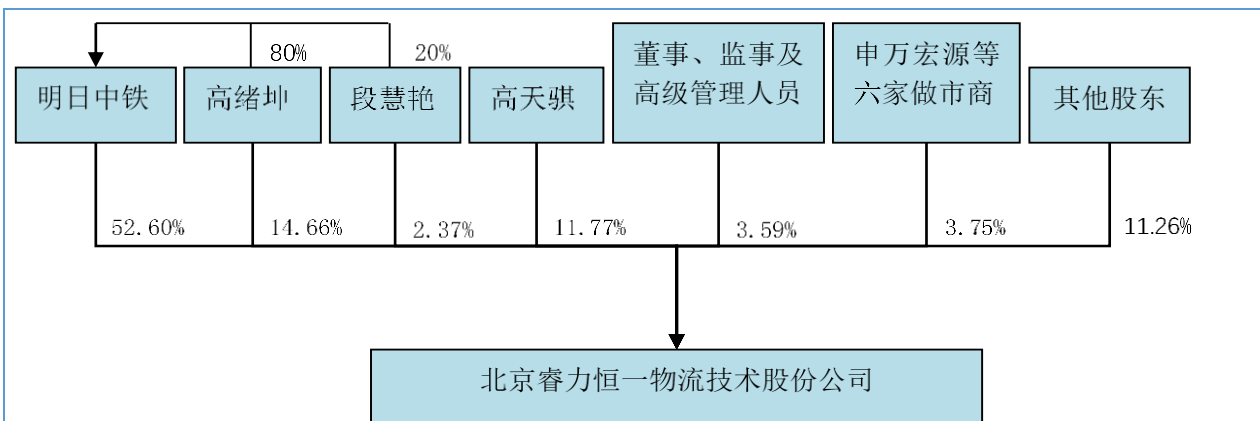 80%
20%
明日中铁
高绪坤
段慧艳
高天骐
董事、监事及
高级管理人员
申万宏源等
六家做市商
其他股东
52.60%
14.66%
2.37%
11.77%
3.59%
3.75%
11.26%
北京睿力恒一物流技术股份公司